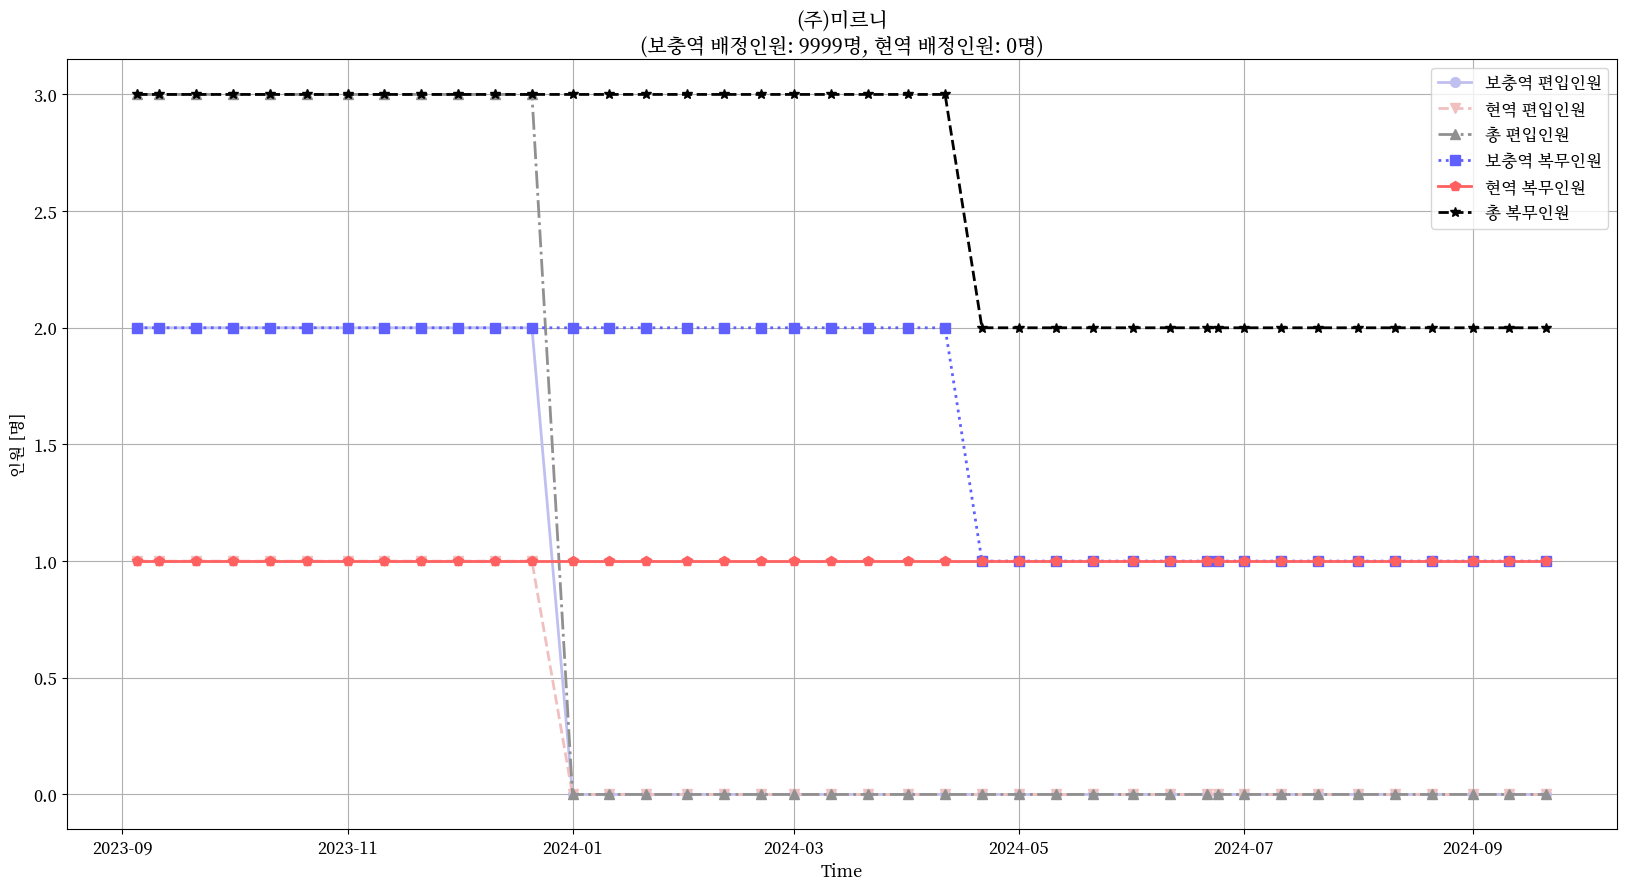 (주)미르니
(보충역 배정인원: 9999명, 현역 배정인원: 0명)
보충역 편입인원
현역 편입인원
총 편입인원
보충역 복무인원
현역 복무인원
총 복무인원
인원 [명]
3.0
2.5
2.0
1.5
1.0
0.5
0.0
2023-09
2023-11
2024-01
2024-03
2024-05
2024-07
2024-09
Time